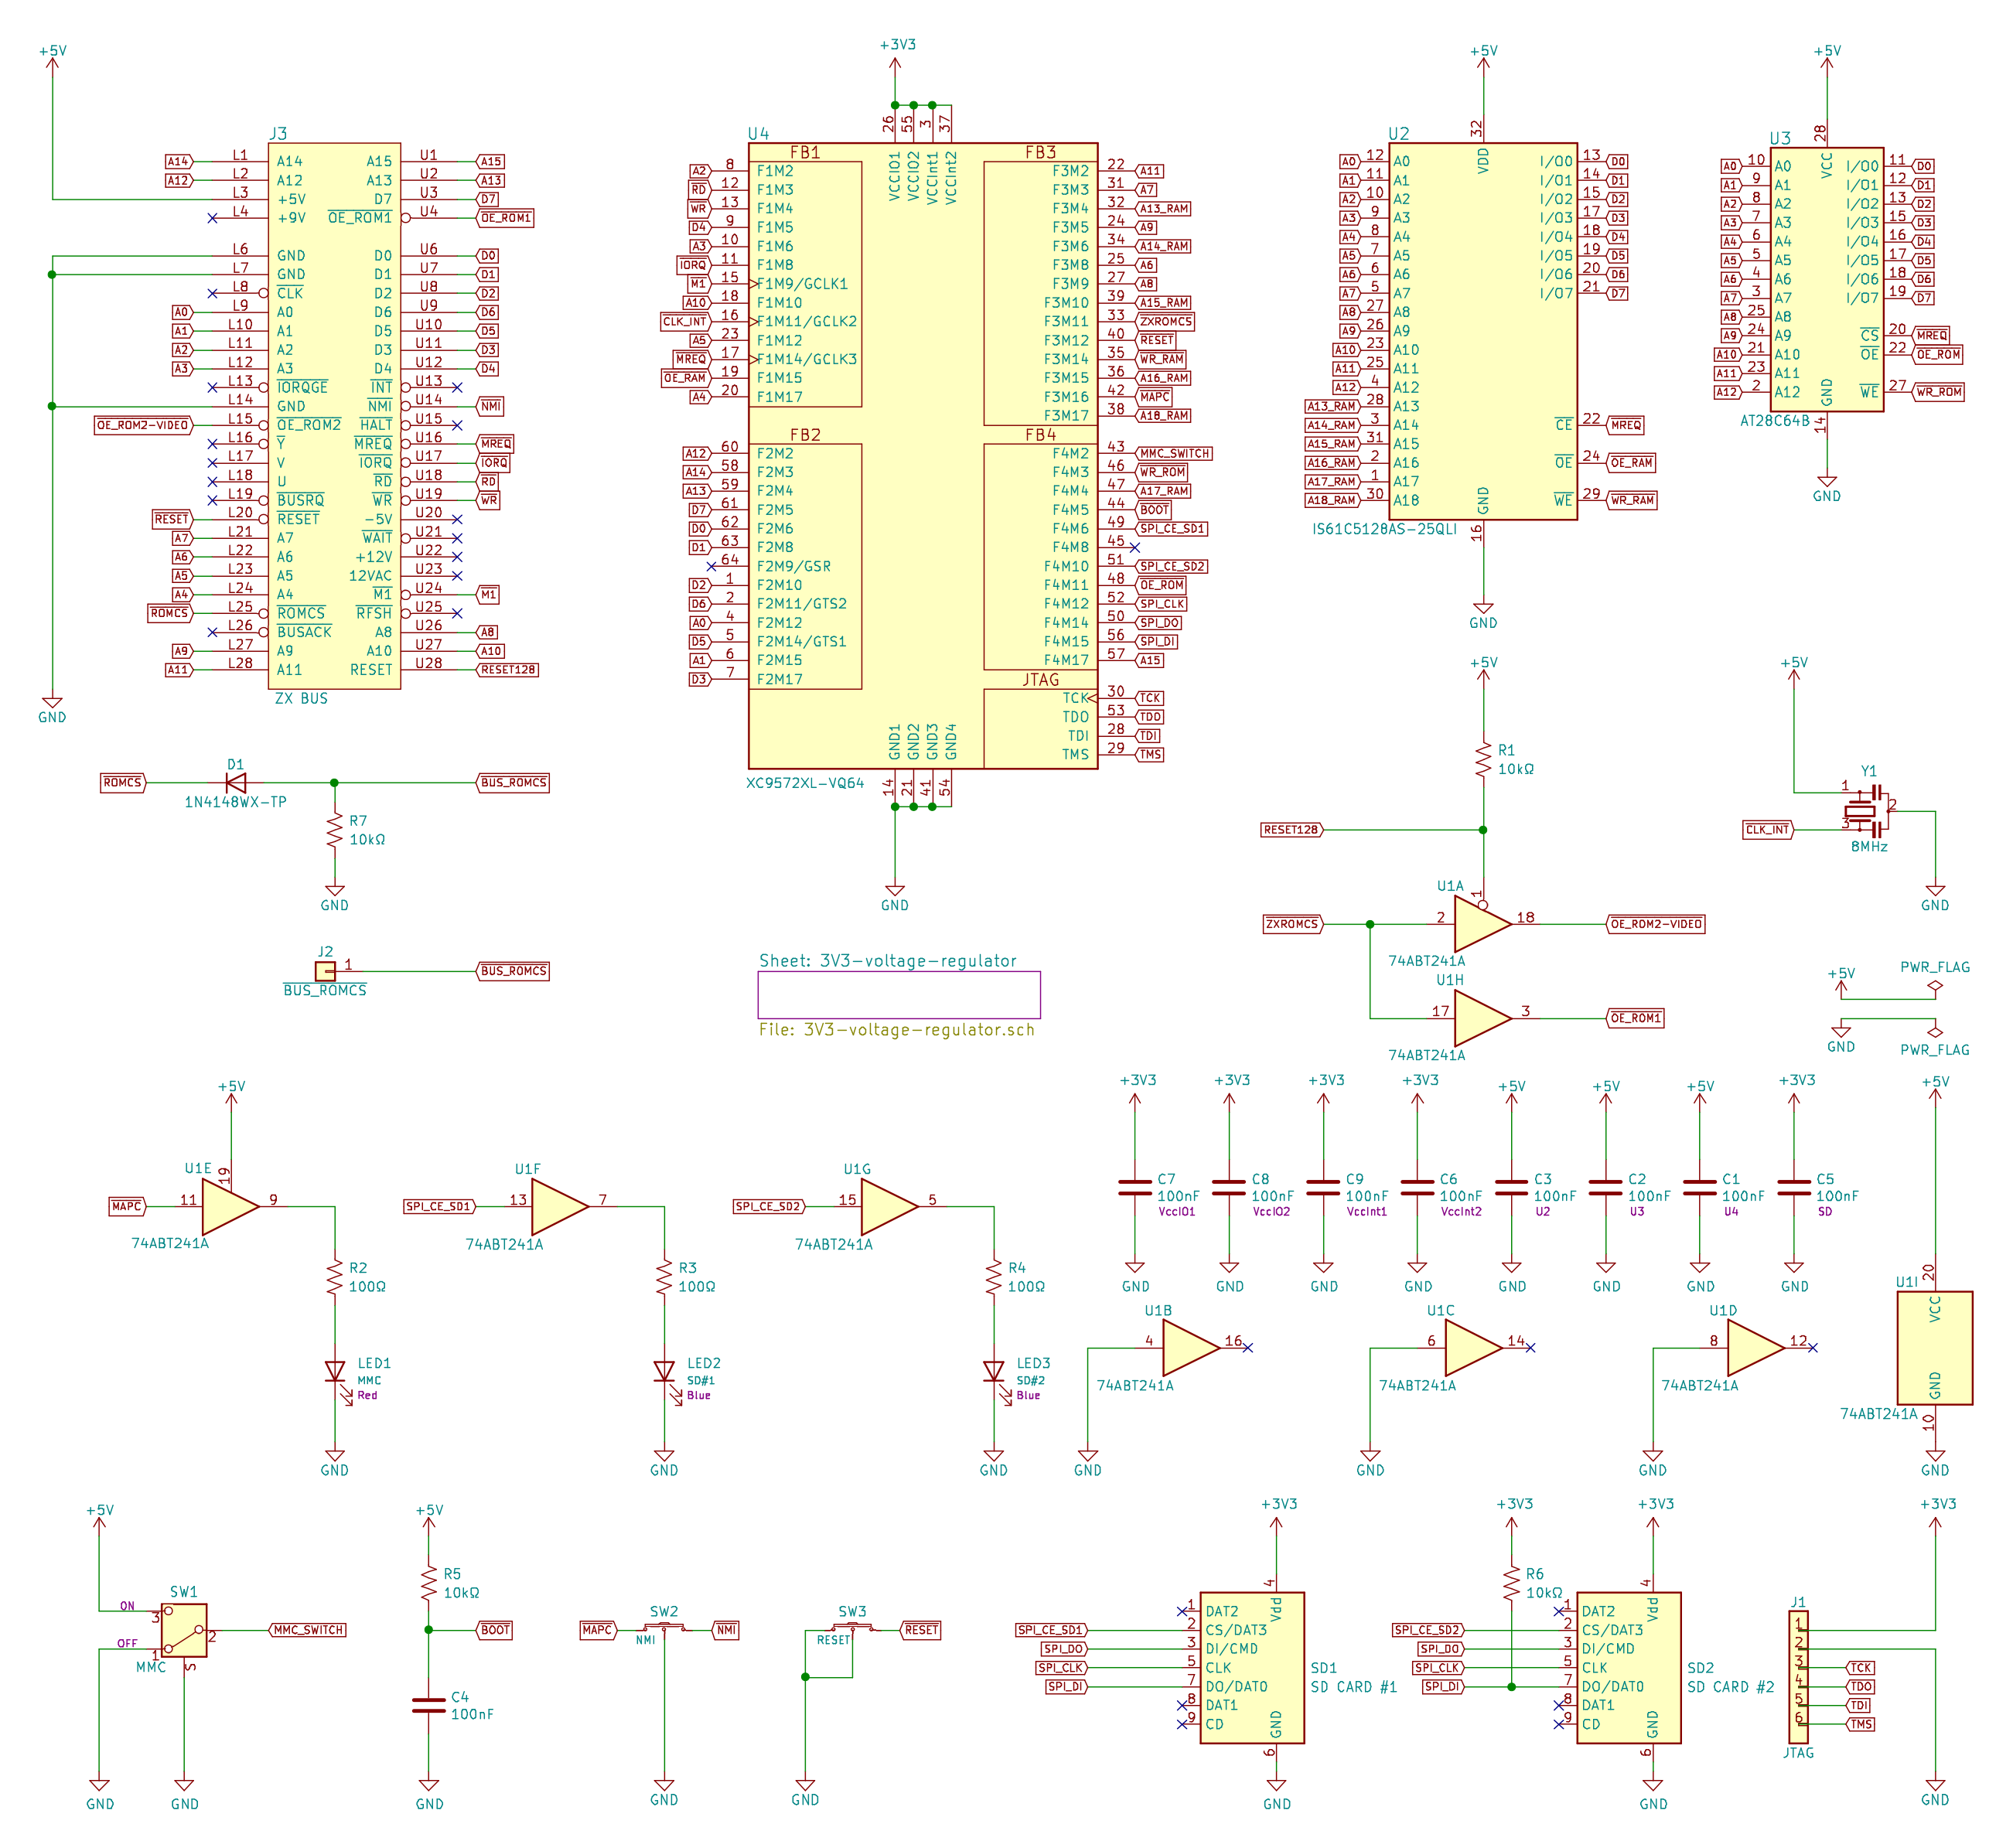 +5V
J3
L1 A14 A15 U1
L2 A12 A13 U2
L3 +5V D7 U3
L4 +9V OE_ROM1 U4
L6 GND D0 U6
L7 GND D1 U7
L8 CLK D2 U8
L9 A0 D6 U9
L10 A1 D5 U10
L11 A2 D3 U11
L12 A3 D4 U12
L13 IORQGE INT U13
L14 GND NMI U14
L15 OE_ROM2 HALT U15
L16 Y MREQ U16
L17 V IORQ U17
L18 U RD U18
L19 BUSRQ WR U19
L20 RESET -5V U20
L21 A7 WAIT U21
L22 A6 +12V U22
L23 A5 12VAC U23
L24 A4 M1 U24
L25 ROMCS RFSH U25
L26 BUSACK A8 U26
L27 A9 A10 U27
L28 A11 RESET U28
ZX BUS
A14
A12
A0
A1
A2
A3
OE_ROM2-VIDEO
RESET
A7
A6
A5
A4
ROMCS
A9
A11
GND
A15
A13
D7
OE_ROM1
D0
D1
D2
D6
D5
D3
D4
NMI
MREQ
IORQ
RD
WR
M1
A8
A10
RESET128
+3V3
U4
26 VCCIO1
55 VCCIO2
3 VCCInt1
37 VCCInt2
FB1
A2 8 F1M2
RD 12 F1M3
WR 13 F1M4
D4 9 F1M5
A3 10 F1M6
IORQ 11 F1M8
M1 15 F1M9/GCLK1
A10 18 F1M10
CLK_INT 16 F1M11/GCLK2
A5 23 F1M12
MREQ 17 F1M14/GCLK3
OE_RAM 19 F1M15
A4 20 F1M17
FB2
A12 60 F2M2
A14 58 F2M3
A13 59 F2M4
D7 61 F2M5
D0 62 F2M6
D1 63 F2M8
64 F2M9/GSR
D2 1 F2M10
D6 2 F2M11/GTS2
A0 4 F2M12
D5 5 F2M14/GTS1
A1 6 F2M15
D3 7 F2M17
FB3
F3M2 22 A11
F3M3 31 A7
F3M4 32 A13_RAM
F3M5 24 A9
F3M6 34 A14_RAM
F3M8 25 A6
F3M9 27 A8
F3M10 39 A15_RAM
F3M11 33 ZXROMCS
F3M12 40 RESET
F3M14 35 WR_RAM
F3M15 36 A16_RAM
F3M16 42 MAPC
F3M17 38 A18_RAM
FB4
F4M2 43 MMC_SWITCH
F4M3 46 WR_ROM
F4M4 47 A17_RAM
F4M5 44 BOOT
F4M6 49 SPI_CE_SD1
F4M8 45
F4M10 51 SPI_CE_SD2
F4M11 48 OE_ROM
F4M12 52 SPI_CLK
F4M14 50 SPI_DO
F4M15 56 SPI_DI
F4M17 57 A15
JTAG
TCK 30 TCK
TDO 53 TDO
TDI 28 TDI
TMS 29 TMS
GND1 14
GND2 21
GND3 41
GND4 54
XC9572XL-VQ64
GND
+5V
U2
32 VDD
A0 12 A0
A1 11 A1
A2 10 A2
A3 9 A3
A4 8 A4
A5 7 A5
A6 6 A6
A7 5 A7
A8 27 A8
A9 26 A9
A10 23 A10
A11 25 A11
A12 4 A12
A13_RAM 28 A13
A14_RAM 3 A14
A15_RAM 31 A15
A16_RAM 2 A16
A17_RAM 1 A17
A18_RAM 30 A18
I/O0 13 D0
I/O1 14 D1
I/O2 15 D2
I/O3 17 D3
I/O4 18 D4
I/O5 19 D5
I/O6 20 D6
I/O7 21 D7
CE 22 MREQ
OE 24 OE_RAM
WE 29 WR_RAM
GND 16
IS61C5128AS-25QLI
GND
+5V
U3
28 VCC
A0 10 A0
A1 9 A1
A2 8 A2
A3 7 A3
A4 6 A4
A5 5 A5
A6 4 A6
A7 3 A7
A8 25 A8
A9 24 A9
A10 21 A10
A11 23 A11
A12 2 A12
I/O0 11 D0
I/O1 12 D1
I/O2 13 D2
I/O3 15 D3
I/O4 16 D4
I/O5 17 D5
I/O6 18 D6
I/O7 19 D7
CS 20 MREQ
OE 22 OE_ROM
WE 27 WR_ROM
GND 14
AT28C64B
GND
ROMCS
D1
1N4148WX-TP
BUS_ROMCS
R7
10kΩ
GND
J2
1
BUS_ROMCS
BUS_ROMCS
Sheet: 3V3-voltage-regulator
File: 3V3-voltage-regulator.sch
+5V
R1
10kΩ
RESET128
U1A
1
ZXROMCS
2 18
OE_ROM2-VIDEO
74ABT241A
U1H
17 3
OE_ROM1
74ABT241A
+5V
Y1
1
2
3
CLK_INT
8MHz
GND
+5V
PWR_FLAG
GND
PWR_FLAG
+5V
U1E
19
MAPC
11 9
74ABT241A
R2
100Ω
LED1
MMC
Red
GND
U1F
SPI_CE_SD1
13 7
74ABT241A
R3
100Ω
LED2
SD#1
Blue
GND
U1G
SPI_CE_SD2
15 5
74ABT241A
R4
100Ω
LED3
SD#2
Blue
GND
+3V3
C7
100nF
VccIO1
GND
+3V3
C8
100nF
VccIO2
GND
+3V3
C9
100nF
VccInt1
GND
+3V3
C6
100nF
VccInt2
GND
+5V
C3
100nF
U2
GND
+5V
C2
100nF
U3
GND
+5V
C1
100nF
U4
GND
+3V3
C5
100nF
SD
GND
U1B
4 16
74ABT241A
GND
U1C
6 14
74ABT241A
GND
U1D
8 12
74ABT241A
GND
+5V
20
U1I
VCC
GND
74ABT241A
10
GND
+5V
SW1
ON
3
OFF
1
2
S
MMC
MMC_SWITCH
GND
GND
+5V
R5
10kΩ
BOOT
C4
100nF
GND
SW2
MAPC
NMI
NMI
GND
SW3
RESET
RESET
GND
+3V3
4
Vdd
1 DAT2
SPI_CE_SD1 2 CS/DAT3
SPI_DO 3 DI/CMD
SPI_CLK 5 CLK
SPI_DI 7 DO/DAT0
8 DAT1
9 CD
GND
6
SD1
SD CARD #1
GND
+3V3
R6
10kΩ
+3V3
4
Vdd
1 DAT2
SPI_CE_SD2 2 CS/DAT3
SPI_DO 3 DI/CMD
SPI_CLK 5 CLK
SPI_DI 7 DO/DAT0
8 DAT1
9 CD
GND
6
SD2
SD CARD #2
GND
+3V3
J1
1
2
3 TCK
4 TDO
5 TDI
6 TMS
JTAG
GND